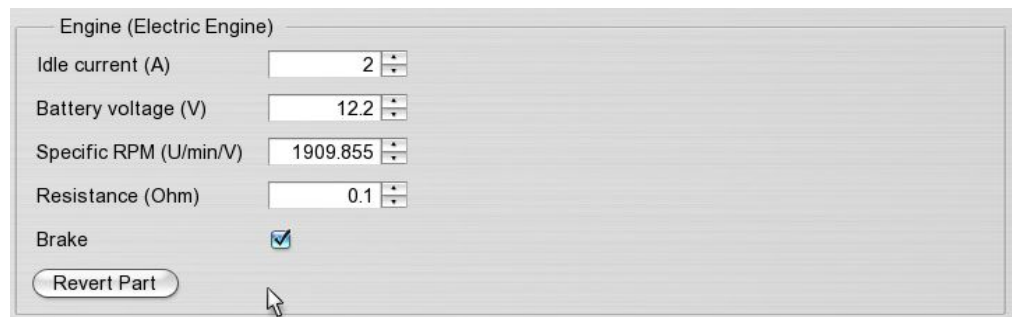 Engine (Electric Engine)
Idle current (A) 2
Battery voltage (V) 12.2
Specific RPM (U/min/V) 1909.855
Resistance (Ohm) 0.1
Brake
Revert Part